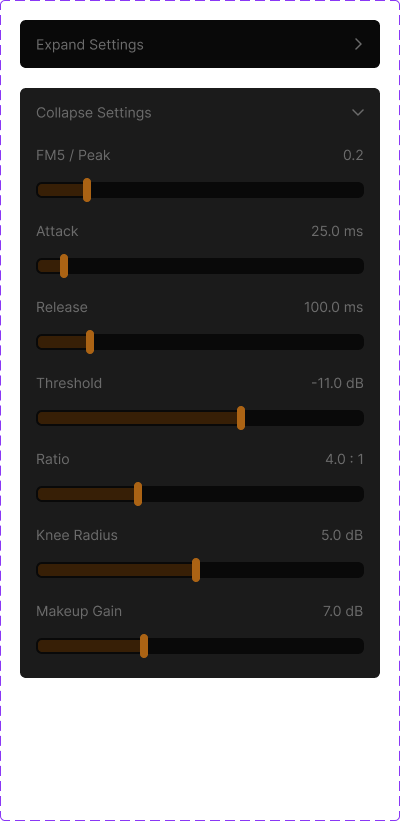 Expand Settings
Collapse Settings
FM5 / Peak 0.2
Attack 25.0 ms
Release 100.0 ms
Threshold -11.0 dB
Ratio 4.0 : 1
Knee Radius 5.0 dB
Makeup Gain 7.0 dB